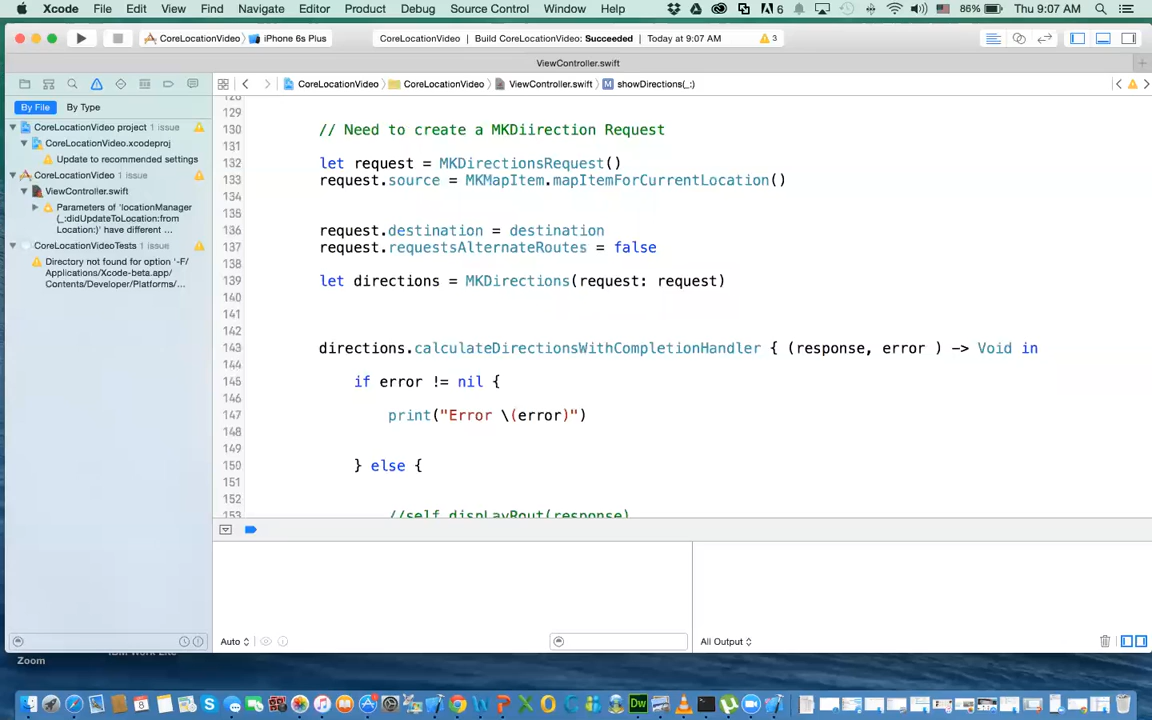 Xcode File Edit View Find Navigate Editor Product Debug Source Control Window Help 6 86% Thu 9:07 AM
CoreLocationVideo iPhone 6s Plus CoreLocationVideo | Build CoreLocationVideo: Succeeded | Today at 9:07 AM 3
ViewController.swift
CoreLocationVideo CoreLocationVideo ViewController.swift M showDirections(_:)
By File By Type
CoreLocationVideo project 1 issue
CoreLocationVideo.xcodeproj
Update to recommended settings
CoreLocationVideo 1 issue
ViewController.swift
Parameters of 'locationManager
(_:didUpdateToLocation:from
Location:)' have different ...
CoreLocationVideoTests 1 issue
Directory not found for option '-F/
Applications/Xcode-beta.app/
Contents/Developer/Platforms/...
128
129
130 // Need to create a MKDiirection Request
131
132 let request = MKDirectionsRequest()
133 request.source = MKMapItem.mapItemForCurrentLocation()
134
135
136 request.destination = destination
137 request.requestsAlternateRoutes = false
138
139 let directions = MKDirections(request: request)
140
141
142
143 directions.calculateDirectionsWithCompletionHandler { (response, error ) -> Void in
144
145 if error != nil {
146
147 print("Error \(error)")
148
149
150 } else {
151
152
153 //self.displayRout(response)
Auto
All Output
Zoom
8
Dw